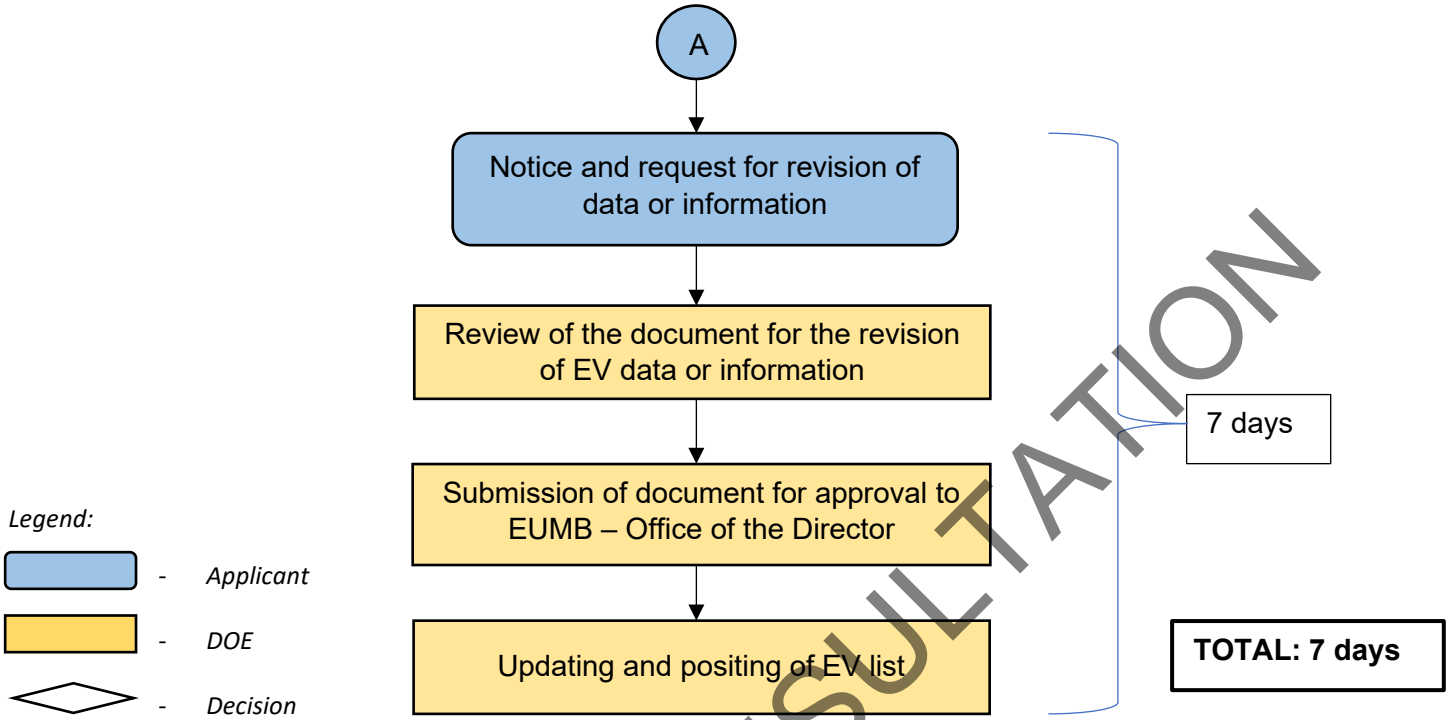 A
Notice and request for revision of
data or information
Review of the document for the revision
of EV data or information
7 days
Submission of document for approval to
EUMB – Office of the Director
Legend:
- Applicant
- DOE
- Decision
Updating and positing of EV list
TOTAL: 7 days
SULTATION